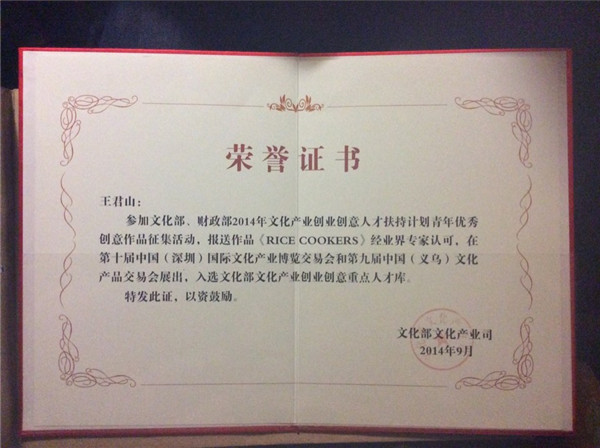 荣誉证书
王君山：
参加文化部、财政部2014年文化产业创业创意人才扶持计划青年优秀
创意作品征集活动，报送作品《RICE COOKERS》经业界专家认可，在
第十届中国（深圳）国际文化产业博览交易会和第九届中国（义乌）文化
产品交易会展出，入选文化部文化产业创业创意重点人才库。
特发此证，以资鼓励。
文化部文化产业司
2014年9月